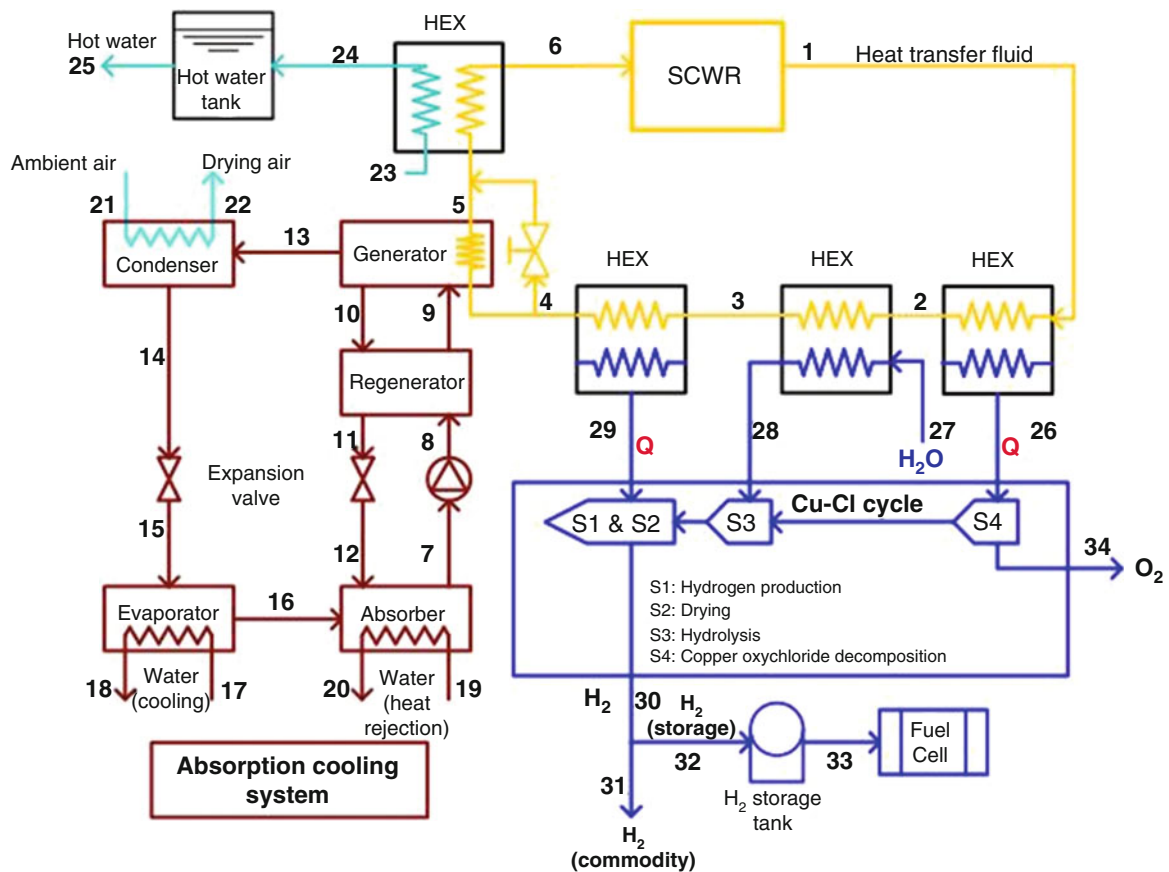 HEX
6
1
Hot water
24
Heat transfer fluid
25
Hot water
tank
SCWR
23
Ambient air
Drying air
21
22
5
13
Generator
Condenser
HEX
HEX
HEX
10
9
4
3
2
14
Regenerator
11
8
29
Q
28
27
H₂O
Q
26
Expansion
valve
Cu-Cl cycle
15
S1 & S2
S3
S4
12
7
34
O₂
S1: Hydrogen production
S2: Drying
S3: Hydrolysis
S4: Copper oxychloride decomposition
Evaporator
16
Absorber
18
Water
(cooling)
17
20
Water
(heat
rejection)
19
H₂
30
H₂
(storage)
32
33
Fuel
Cell
Absorption cooling
system
31
H₂ storage
tank
H₂
(commodity)